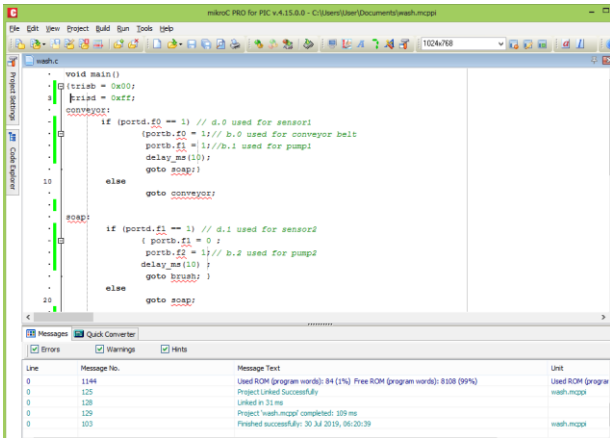 mikroC PRO for PIC v.4.15.0.0 - C:\Users\User\Documents\wash.mcppi
File Edit View Project Build Run Tools Help
1024x768
wash.c
Project Settings
Code Explorer
void main()
{trisb = 0x00;
3 trisd = 0xff;
conveyor:
if (portd.f0 == 1) // d.0 used for sensor1
{portb.f0 = 1;// b.0 used for conveyor belt
portb.f1 = 1;//b.1 used for pump1
delay_ms(10);
goto soap;}
10 else
goto conveyor;
soap:
if (portd.f1 == 1) // d.1 used for sensor2
{ portb.f1 = 0 ;
portb.f2 = 1;// b.2 used for pump2
delay_ms(10) ;
goto brush; }
else
20 goto soap;
Messages Quick Converter
Errors Warnings Hints
Line Message No. Message Text Unit
0 1144 Used ROM (program words): 84 (1%) Free ROM (program words): 8108 (99%) Used ROM (progran
0 125 Project Linked Successfully wash.mcppi
0 128 Linked in 31 ms
0 129 Project 'wash.mcppi' completed: 109 ms
0 103 Finished successfully: 30 Jul 2019, 06:20:39 wash.mcppi